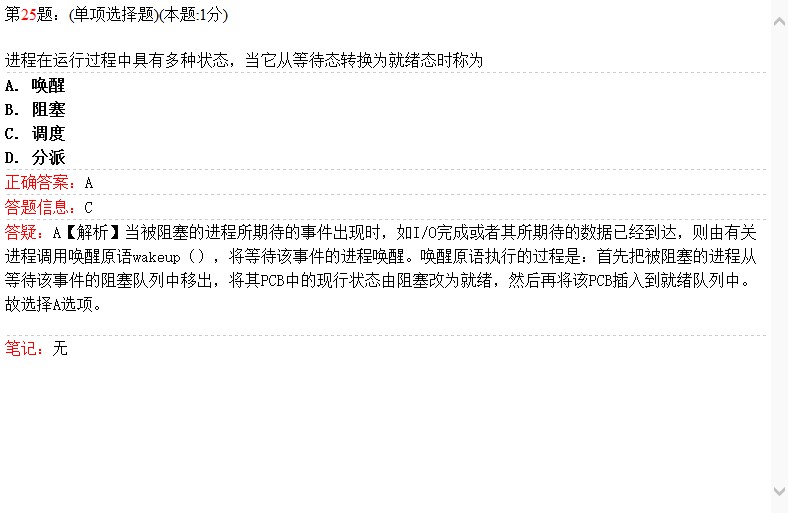 第25题：(单项选择题)(本题:1分)
进程在运行过程中具有多种状态，当它从等待态转换为就绪态时称为
A. 唤醒
B. 阻塞
C. 调度
D. 分派
正确答案：A
答题信息：C
答疑：A【解析】当被阻塞的进程所期待的事件出现时，如I/O完成或者其所期待的数据已经到达，则由有关
进程调用唤醒原语wakeup（），将等待该事件的进程唤醒。唤醒原语执行的过程是：首先把被阻塞的进程从
等待该事件的阻塞队列中移出，将其PCB中的现行状态由阻塞改为就绪，然后再将该PCB插入到就绪队列中。
故选择A选项。
笔记：无